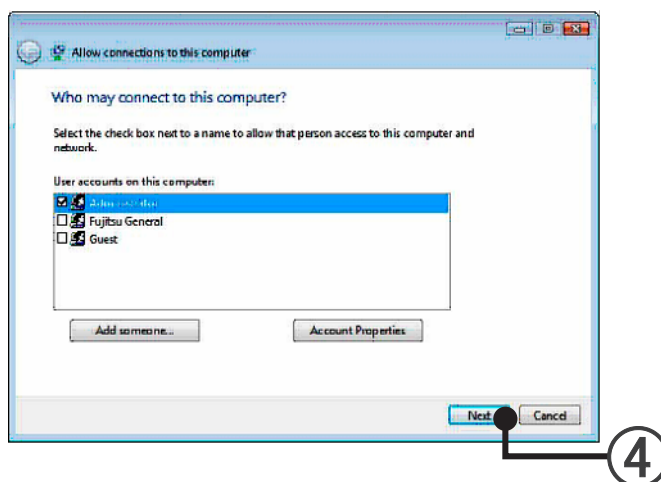 Allow connections to this computer
Who may connect to this computer?
Select the check box next to a name to allow that person access to this computer and
network.
User accounts on this computer:
Administrator
Fujitsu General
Guest
Add someone...
Account Properties
Next
Cancel
4